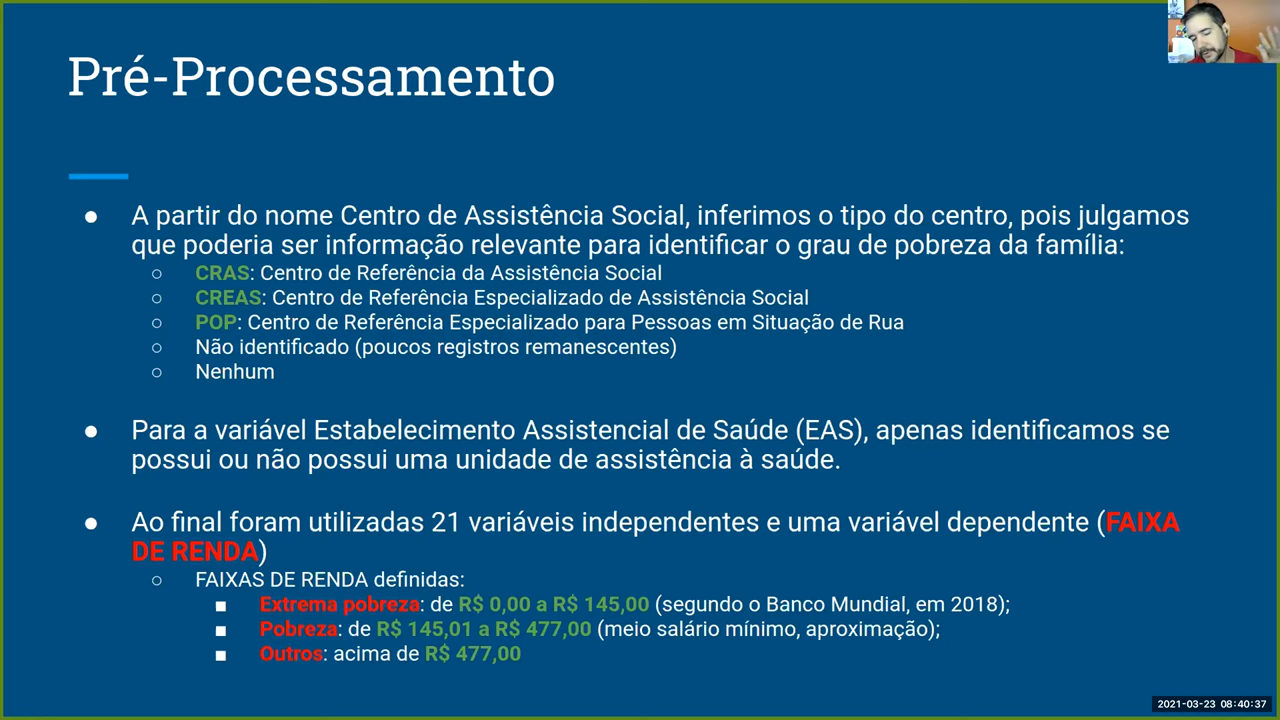 Pré-Processamento
● A partir do nome Centro de Assistência Social, inferimos o tipo do centro, pois julgamos
que poderia ser informação relevante para identificar o grau de pobreza da família:
○ CRAS: Centro de Referência da Assistência Social
○ CREAS: Centro de Referência Especializado de Assistência Social
○ POP: Centro de Referência Especializado para Pessoas em Situação de Rua
○ Não identificado (poucos registros remanescentes)
○ Nenhum
● Para a variável Estabelecimento Assistencial de Saúde (EAS), apenas identificamos se
possui ou não possui uma unidade de assistência à saúde.
● Ao final foram utilizadas 21 variáveis independentes e uma variável dependente (FAIXA
DE RENDA)
○ FAIXAS DE RENDA definidas:
■ Extrema pobreza: de R$ 0,00 a R$ 145,00 (segundo o Banco Mundial, em 2018);
■ Pobreza: de R$ 145,01 a R$ 477,00 (meio salário mínimo, aproximação);
■ Outros: acima de R$ 477,00
2021-03-23 08:40:37